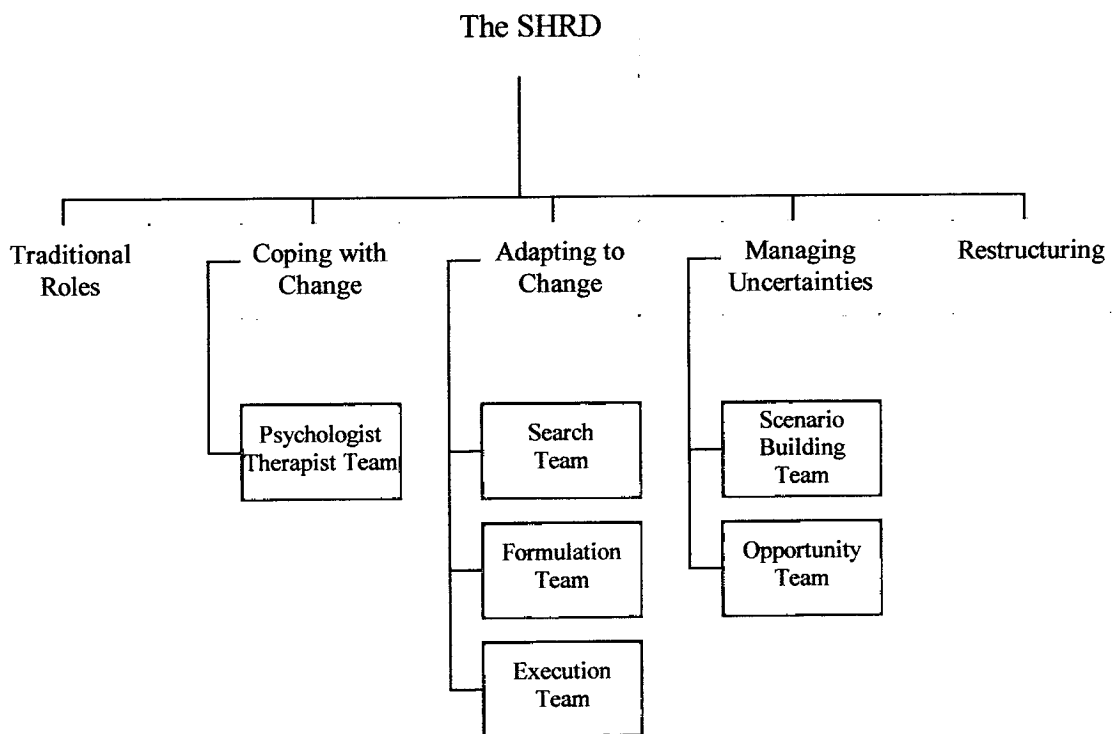 The SHRD
Traditional
Roles
Coping with
Change
Adapting to
Change
Managing
Uncertainties
Restructuring
Psychologist
Therapist Team
Search
Team
Scenario
Building
Team
Formulation
Team
Opportunity
Team
Execution
Team